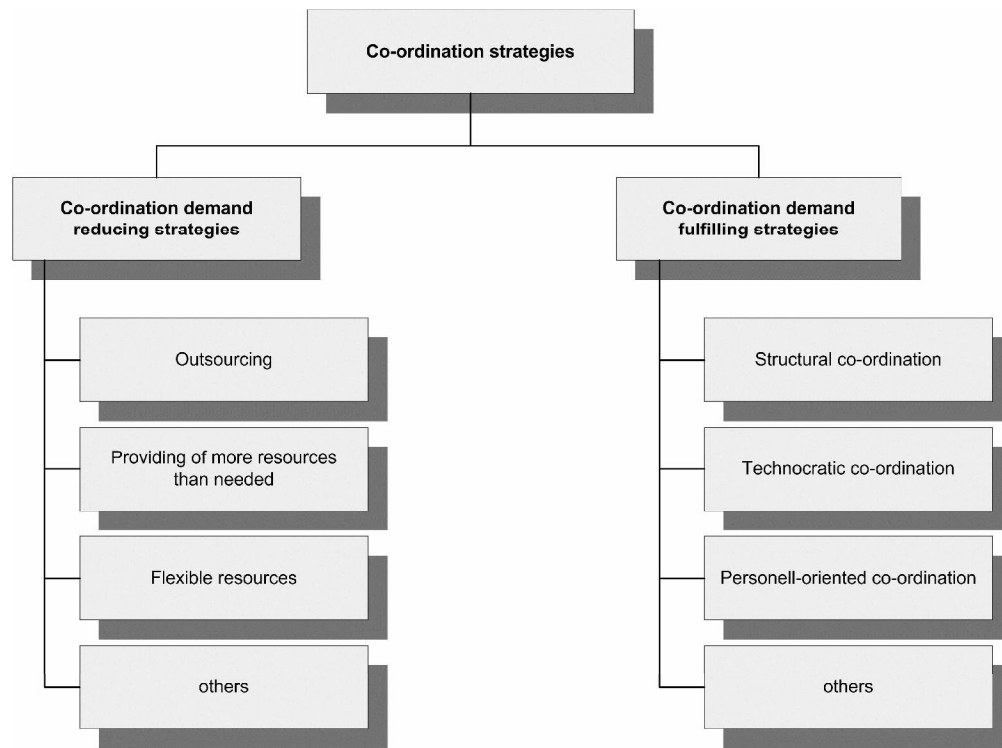 Co-ordination strategies
Co-ordination demand
reducing strategies
Co-ordination demand
fulfilling strategies
Outsourcing
Providing of more resources
than needed
Flexible resources
others
Structural co-ordination
Technocratic co-ordination
Personell-oriented co-ordination
others